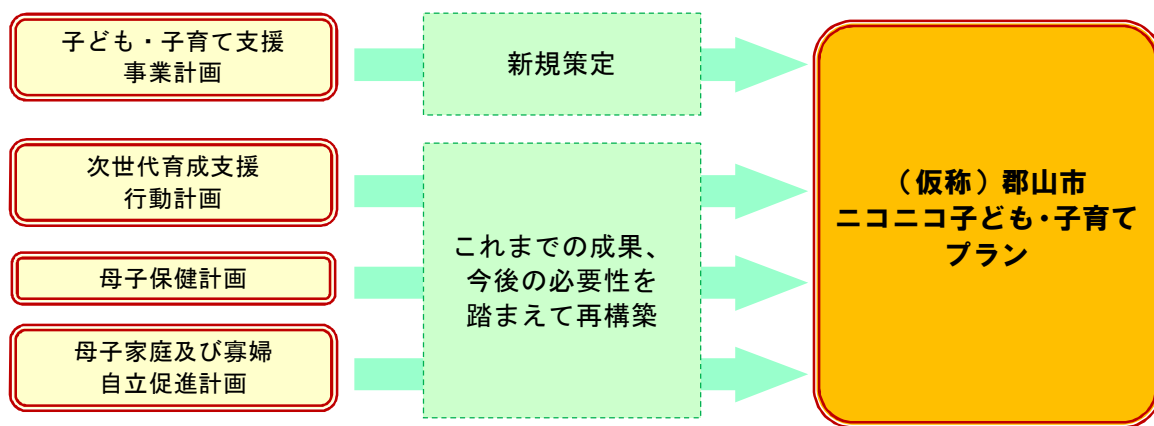 子ども・子育て支援
事業計画
新規策定
次世代育成支援
行動計画
母子保健計画
母子家庭及び寡婦
自立促進計画
これまでの成果、
今後の必要性を
踏まえて再構築
（仮称）郡山市
ニコニコ子ども・子育て
プラン